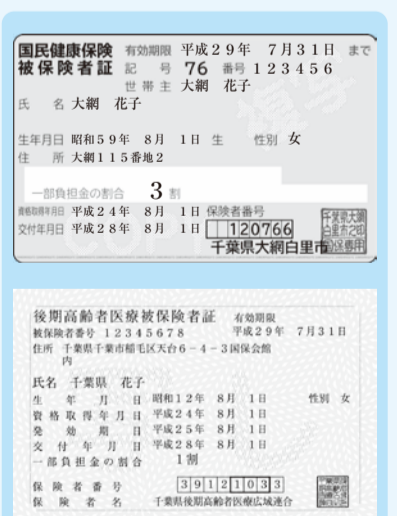 国民健康保険 有効期限 平成29年 7月31日 まで
被保険者証 記 号 76 番号 123456
世帯主 大網 花子
氏 名 大網 花子
生年月日 昭和59年 8月 1日 生 性別 女
住 所 大網115番地2
一部負担金の割合 3 割
資格取得年月日 平成24年 8月 1日 保険者番号
交付年月日 平成28年 8月 1日 120766
千葉県大網白里市
後期高齢者医療被保険者証 有効期限
被保険者番号 12345678 平成29年 7月31日
住所 千葉県千葉市稲毛区天台6-4-3国保会館
内
氏名 千葉県 花子
生年月日 昭和12年 8月 1日 性別 女
資格取得年月日 平成24年 8月 1日
発効期日 平成25年 8月 1日
交付年月日 平成28年 8月 1日
一部負担金の割合 1割
保険者番号 39121033
保険者名 千葉県後期高齢者医療広域連合